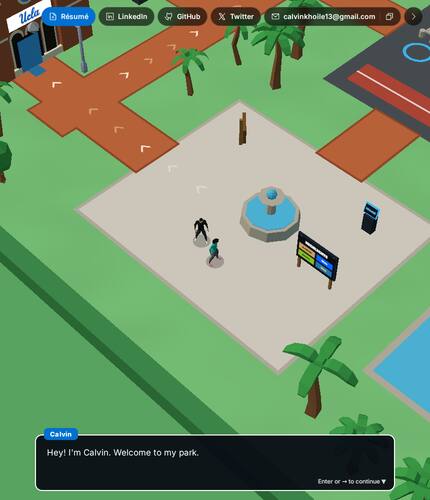 Résumé
LinkedIn
GitHub
Twitter
calvinkhoile13@gmail.com
Ucla
Calvin
Hey! I'm Calvin. Welcome to my park.
Enter or → to continue ▼